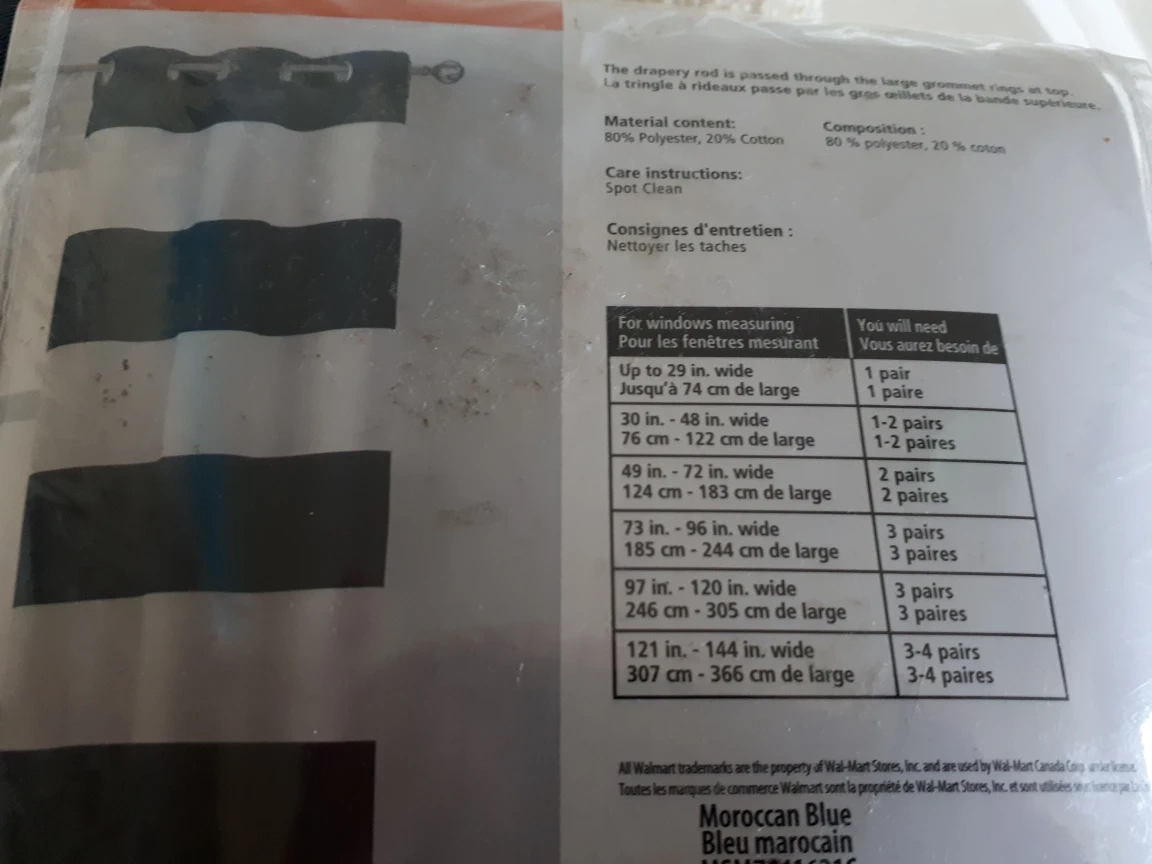 The drapery rod is passed through the large grommet rings at top.
La tringle à rideaux passe par les gros œillets de la bande supérieure.
Material content:
80% Polyester, 20% Cotton
Composition :
80 % polyester, 20 % coton
Care instructions:
Spot Clean
Consignes d'entretien :
Nettoyer les taches
For windows measuring
Pour les fenêtres mesurant
You will need
Vous aurez besoin de
Up to 29 in. wide
Jusqu'à 74 cm de large
1 pair
1 paire
30 in. - 48 in. wide
76 cm - 122 cm de large
1-2 pairs
1-2 paires
49 in. - 72 in. wide
124 cm - 183 cm de large
2 pairs
2 paires
73 in. - 96 in. wide
185 cm - 244 cm de large
3 pairs
3 paires
97 in. - 120 in. wide
246 cm - 305 cm de large
3 pairs
3 paires
121 in. - 144 in. wide
307 cm - 366 cm de large
3-4 pairs
3-4 paires
All Walmart trademarks are the property of Wal-Mart Stores, Inc. and are used by Wal-Mart Canada Corp. under license.
Toutes les marques de commerce Walmart sont la propriété de Wal-Mart Stores, Inc. et sont utilisées sous licence par
Moroccan Blue
Bleu marocain